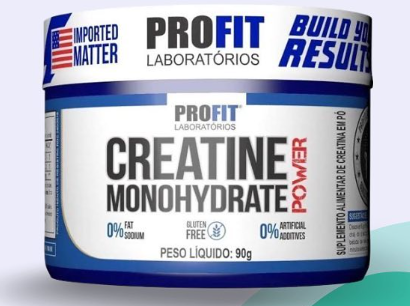 IMPORTED
MATTER
PROFIT
LABORATÓRIOS
BUILD YO
RESULT
PROFIT
LABORATÓRIOS
CREATINE
MONOHYDRATE
POWER
0% FAT
SODIUM
GLUTEN
FREE
0% ARTIFICIAL
ADDITIVES
PESO LÍQUIDO: 90g
SUPLEMENTO ALIMENTAR DE CREATINA EM PÓ